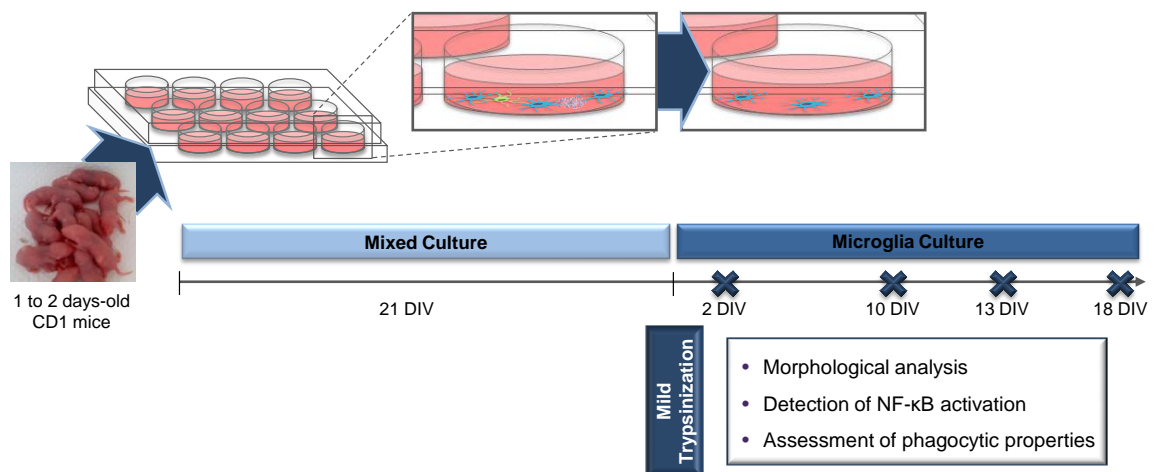 Mixed Culture
Microglia Culture
1 to 2 days-old
CD1 mice
21 DIV
2 DIV
10 DIV
13 DIV
18 DIV
Mild
Trypsinization
• Morphological analysis
• Detection of NF-κB activation
• Assessment of phagocytic properties